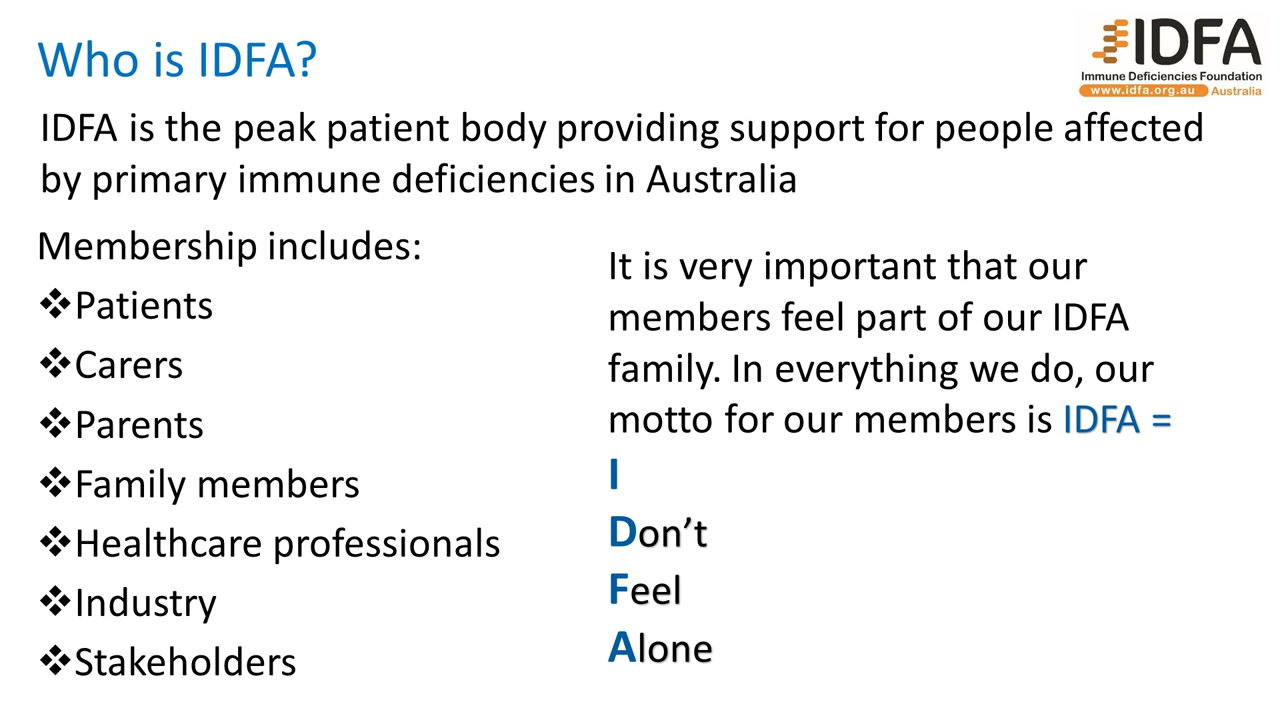 Who is IDFA?
IDFA
Immune Deficiencies Foundation
www.idfa.org.au Australia
IDFA is the peak patient body providing support for people affected
by primary immune deficiencies in Australia
Membership includes:
❖Patients
❖Carers
❖Parents
❖Family members
❖Healthcare professionals
❖Industry
❖Stakeholders
It is very important that our
members feel part of our IDFA
family. In everything we do, our
motto for our members is IDFA =
I
Don’t
Feel
Alone